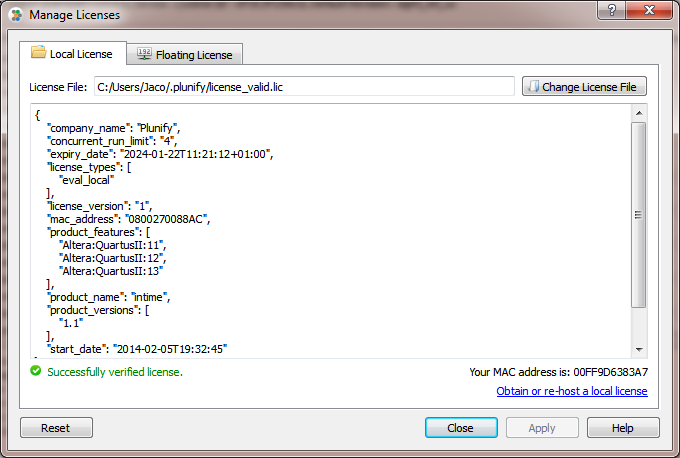 Manage Licenses
Local License
Floating License
License File: C:/Users/Jaco/.plunify/license_valid.lic
Change License File
{
"company_name": "Plunify",
"concurrent_run_limit": "4",
"expiry_date": "2024-01-22T11:21:12+01:00",
"license_types": [
"eval_local"
],
"license_version": "1",
"mac_address": "0800270088AC",
"product_features": [
"Altera:QuartusII:11",
"Altera:QuartusII:12",
"Altera:QuartusII:13"
],
"product_name": "intime",
"product_versions": [
"1.1"
],
"start_date": "2014-02-05T19:32:45"
Successfully verified license.
Your MAC address is: 00FF9D6383A7
Obtain or re-host a local license
Reset
Close
Apply
Help